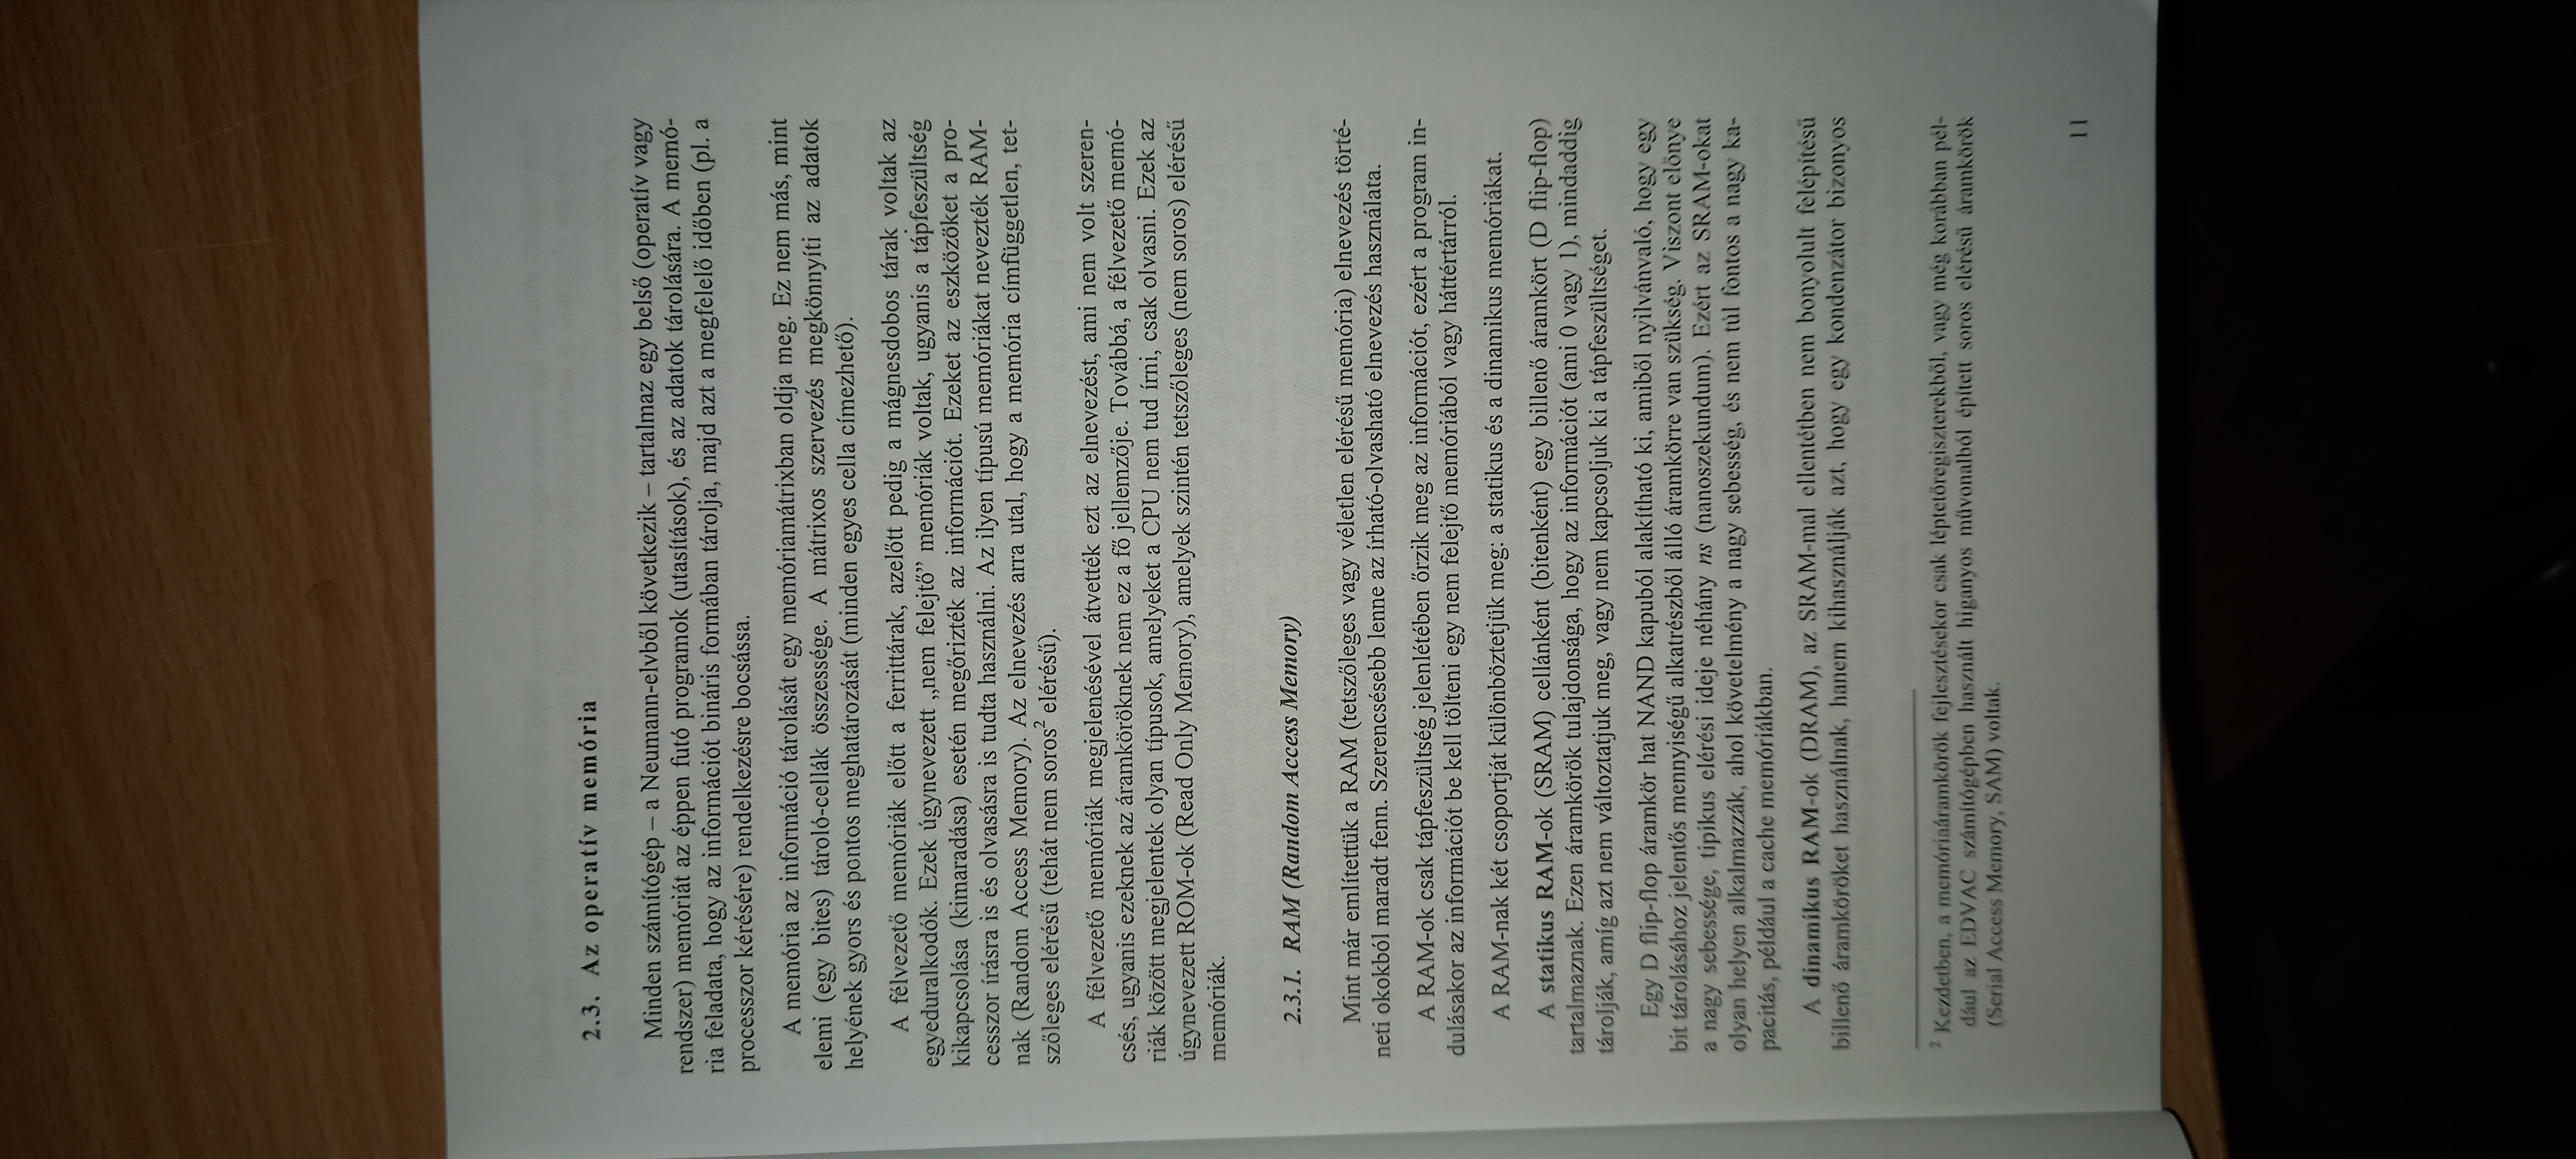 2.3. Az operatív memória
Minden számítógép – a Neumann-elvből következik – tartalmaz egy belső (operatív vagy
rendszer) memóriát az éppen futó programok (utasítások), és az adatok tárolására. A memó-
ria feladata, hogy az információt bináris formában tárolja, majd azt a megfelelő időben (pl. a
processzor kérésére) rendelkezésre bocsássa.
A memória az információ tárolását egy memóriamátrixban oldja meg. Ez nem más, mint
elemi (egy bites) tároló-cellák összessége. A mátrixos szervezés megkönnyíti az adatok
helyének gyors és pontos meghatározását (minden egyes cella címezhető).
A félvezető memóriák előtt a ferrittárak, azelőtt pedig a mágnesdobos tárak voltak az
egyeduralkodók. Ezek úgynevezett „nem felejtő” memóriák voltak, ugyanis a tápfeszültség
kikapcsolása (kimaradása) esetén megőrizték az információt. Ezeket az eszközöket a pro-
cesszor írásra is és olvasásra is tudta használni. Az ilyen típusú memóriákat nevezték RAM-
nak (Random Access Memory). Az elnevezés arra utal, hogy a memória címfüggetlen, tet-
szőleges elérésű (tehát nem soros² elérésű).
A félvezető memóriák megjelenésével átvették ezt az elnevezést, ami nem volt szeren-
csés, ugyanis ezeknek az áramköröknek nem ez a fő jellemzője. Továbbá, a félvezető memó-
riák között megjelentek olyan típusok, amelyeket a CPU nem tud írni, csak olvasni. Ezek az
úgynevezett ROM-ok (Read Only Memory), amelyek szintén tetszőleges (nem soros) elérésű
memóriák.
2.3.1. RAM (Random Access Memory)
Mint már említettük a RAM (tetszőleges vagy véletlen elérésű memória) elnevezés törté-
neti okokból maradt fenn. Szerencsésebb lenne az írható-olvasható elnevezés használata.
A RAM-ok csak tápfeszültség jelenlétében őrzik meg az információt, ezért a program in-
dulásakor az információt be kell tölteni egy nem felejtő memóriából vagy háttértárról.
A RAM-nak két csoportját különböztetjük meg: a statikus és a dinamikus memóriákat.
A statikus RAM-ok (SRAM) cellánként (bitenként) egy billenő áramkört (D flip-flop)
tartalmaznak. Ezen áramkörök tulajdonsága, hogy az információt (ami 0 vagy 1), mindaddig
tárolják, amíg azt nem változtatjuk meg, vagy nem kapcsoljuk ki a tápfeszültséget.
Egy D flip-flop áramkör hat NAND kapuból alakítható ki, amiből nyilvánvaló, hogy egy
bit tárolásához jelentős mennyiségű alkatrészből álló áramkörre van szükség. Viszont előnye
a nagy sebessége, tipikus elérési ideje néhány ns (nanoszekundum). Ezért az SRAM-okat
olyan helyen alkalmazzák, ahol követelmény a nagy sebesség, és nem túl fontos a nagy ka-
pacitás, például a cache memóriákban.
A dinamikus RAM-ok (DRAM), az SRAM-mal ellentétben nem bonyolult felépítésű
billenő áramköröket használnak, hanem kihasználják azt, hogy egy kondenzátor bizonyos
² Kezdetben, a memóriaáramkörök fejlesztésekor csak léptetőregiszterekből, vagy még korábban pél-
dául az EDVAC számítógépben használt higanyos művonalból épített soros elérésű áramkörök
(Serial Access Memory, SAM) voltak.
11